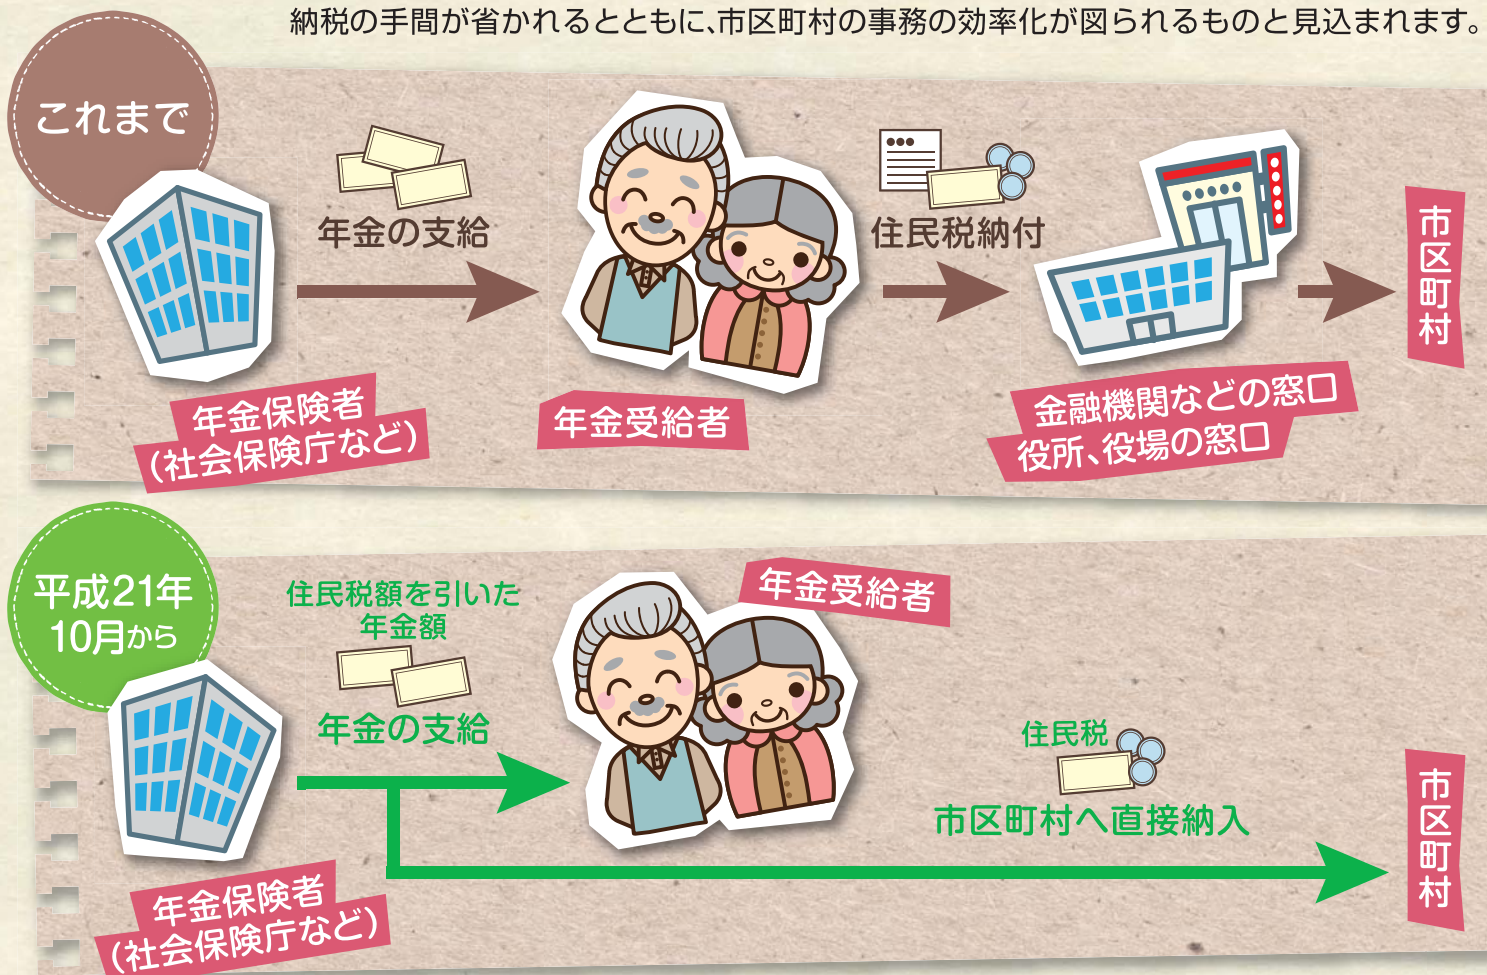 納税の手間が省かれるとともに、市区町村の事務の効率化が図られるものと見込まれます。
これまで
年金の支給
住民税納付
市区町村
年金保険者
（社会保険庁など）
年金受給者
金融機関などの窓口
役所、役場の窓口
平成21年
10月から
住民税額を引いた
年金額
年金の支給
年金受給者
住民税
市区町村へ直接納入
市区町村
年金保険者
（社会保険庁など）